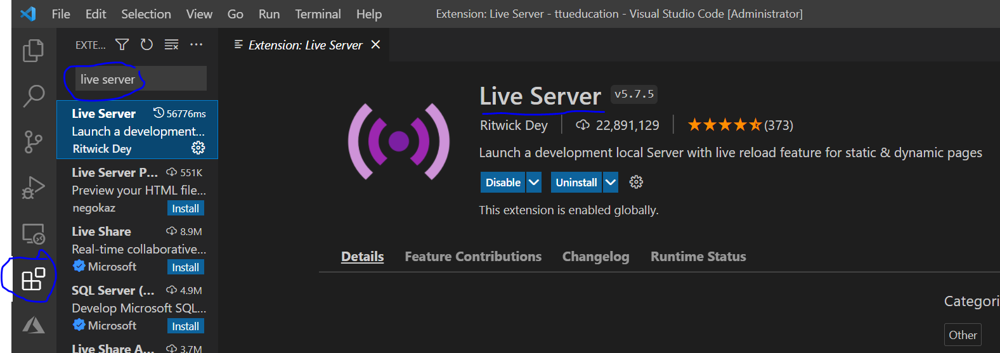 File Edit Selection View Go Run Terminal Help
Extension: Live Server - ttueducation - Visual Studio Code [Administrator]
EXTE...
Extension: Live Server
live server
Live Server 56776ms
Launch a development...
Ritwick Dey
Live Server P... 551K
Preview your HTML file...
negokaz Install
Live Share 8.9M
Real-time collaborative...
Microsoft Install
SQL Server (... 4.9M
Develop Microsoft SQL...
Microsoft Install
Live Share A... 3.7M
Live Server v5.7.5
Ritwick Dey 22,891,129 (373)
Launch a development local Server with live reload feature for static & dynamic pages
Disable Uninstall
This extension is enabled globally.
Details Feature Contributions Changelog Runtime Status
Categori
Other